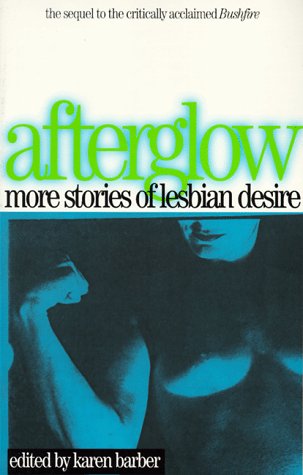 the sequel to the critically acclaimed Bushfire
afterglow
more stories of lesbian desire
edited by karen barber